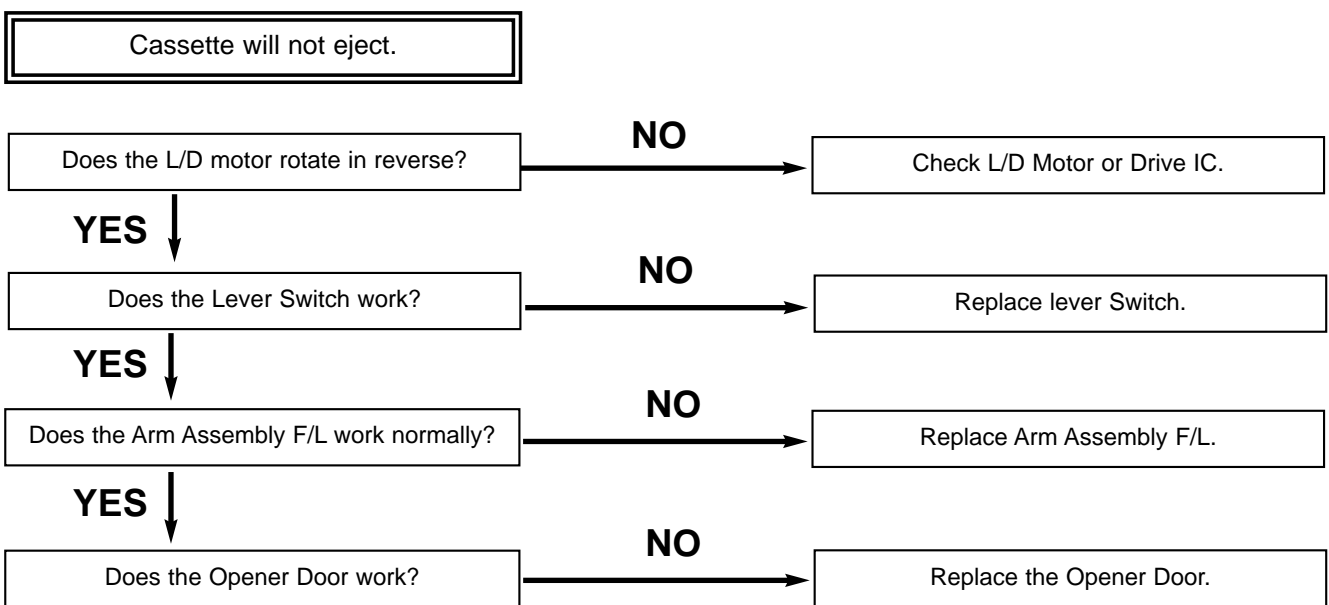 Cassette will not eject.
NO
Does the L/D motor rotate in reverse?
Check L/D Motor or Drive IC.
YES
NO
Does the Lever Switch work?
Replace lever Switch.
YES
NO
Does the Arm Assembly F/L work normally?
Replace Arm Assembly F/L.
YES
NO
Does the Opener Door work?
Replace the Opener Door.